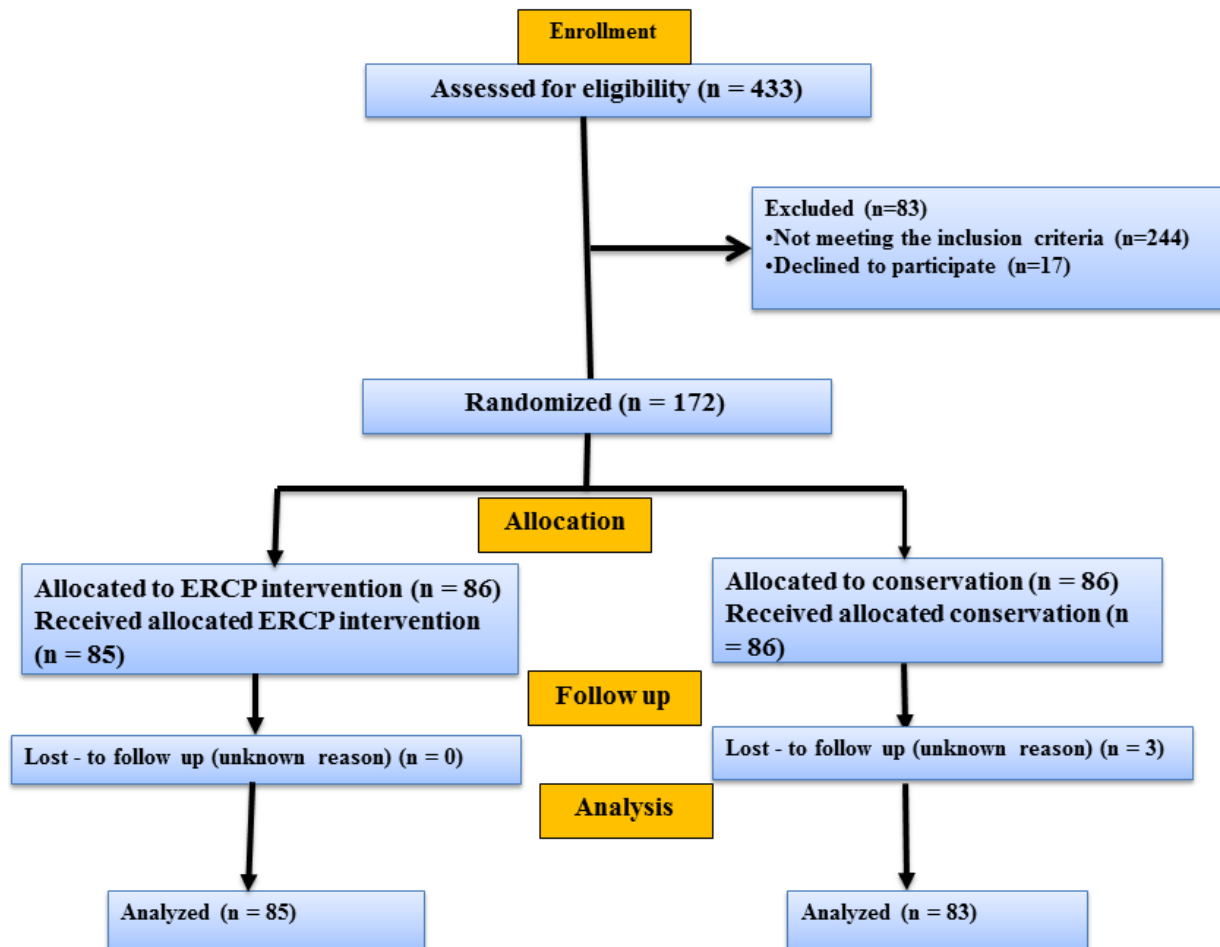 Enrollment
Assessed for eligibility (n = 433)
Excluded (n=83)
•Not meeting the inclusion criteria (n=244)
•Declined to participate (n=17)
Randomized (n = 172)
Allocation
Allocated to ERCP intervention (n = 86)
Received allocated ERCP intervention
(n = 85)
Allocated to conservation (n = 86)
Received allocated conservation (n
= 86)
Follow up
Lost - to follow up (unknown reason) (n = 0)
Lost - to follow up (unknown reason) (n = 3)
Analysis
Analyzed (n = 85)
Analyzed (n = 83)